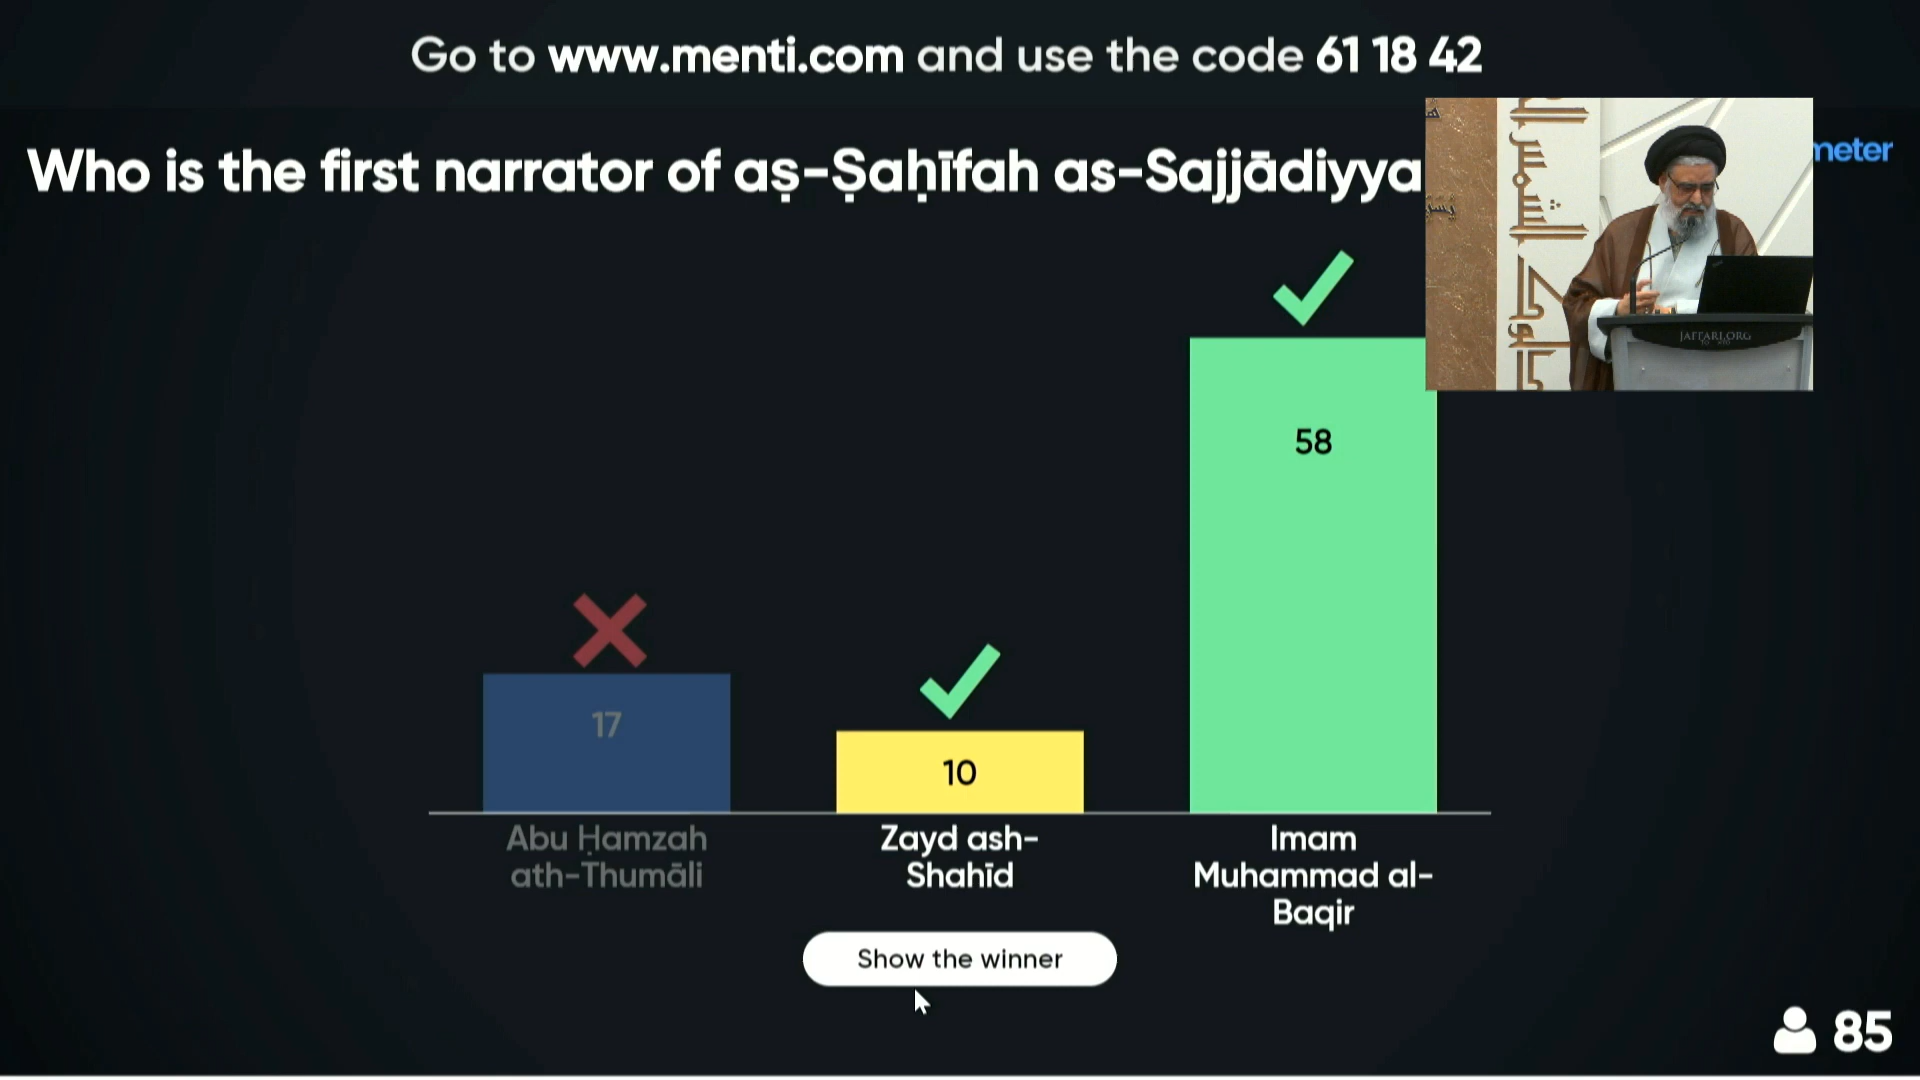 Go to www.menti.com and use the code 61 18 42
Who is the first narrator of aṣ-Ṣaḥīfah as-Sajjādiyya
meter
JAFFARI.ORG
58
17
10
Abu Ḥamzah
ath-Thumāli
Zayd ash-
Shahīd
Imam
Muhammad al-
Baqir
Show the winner
85